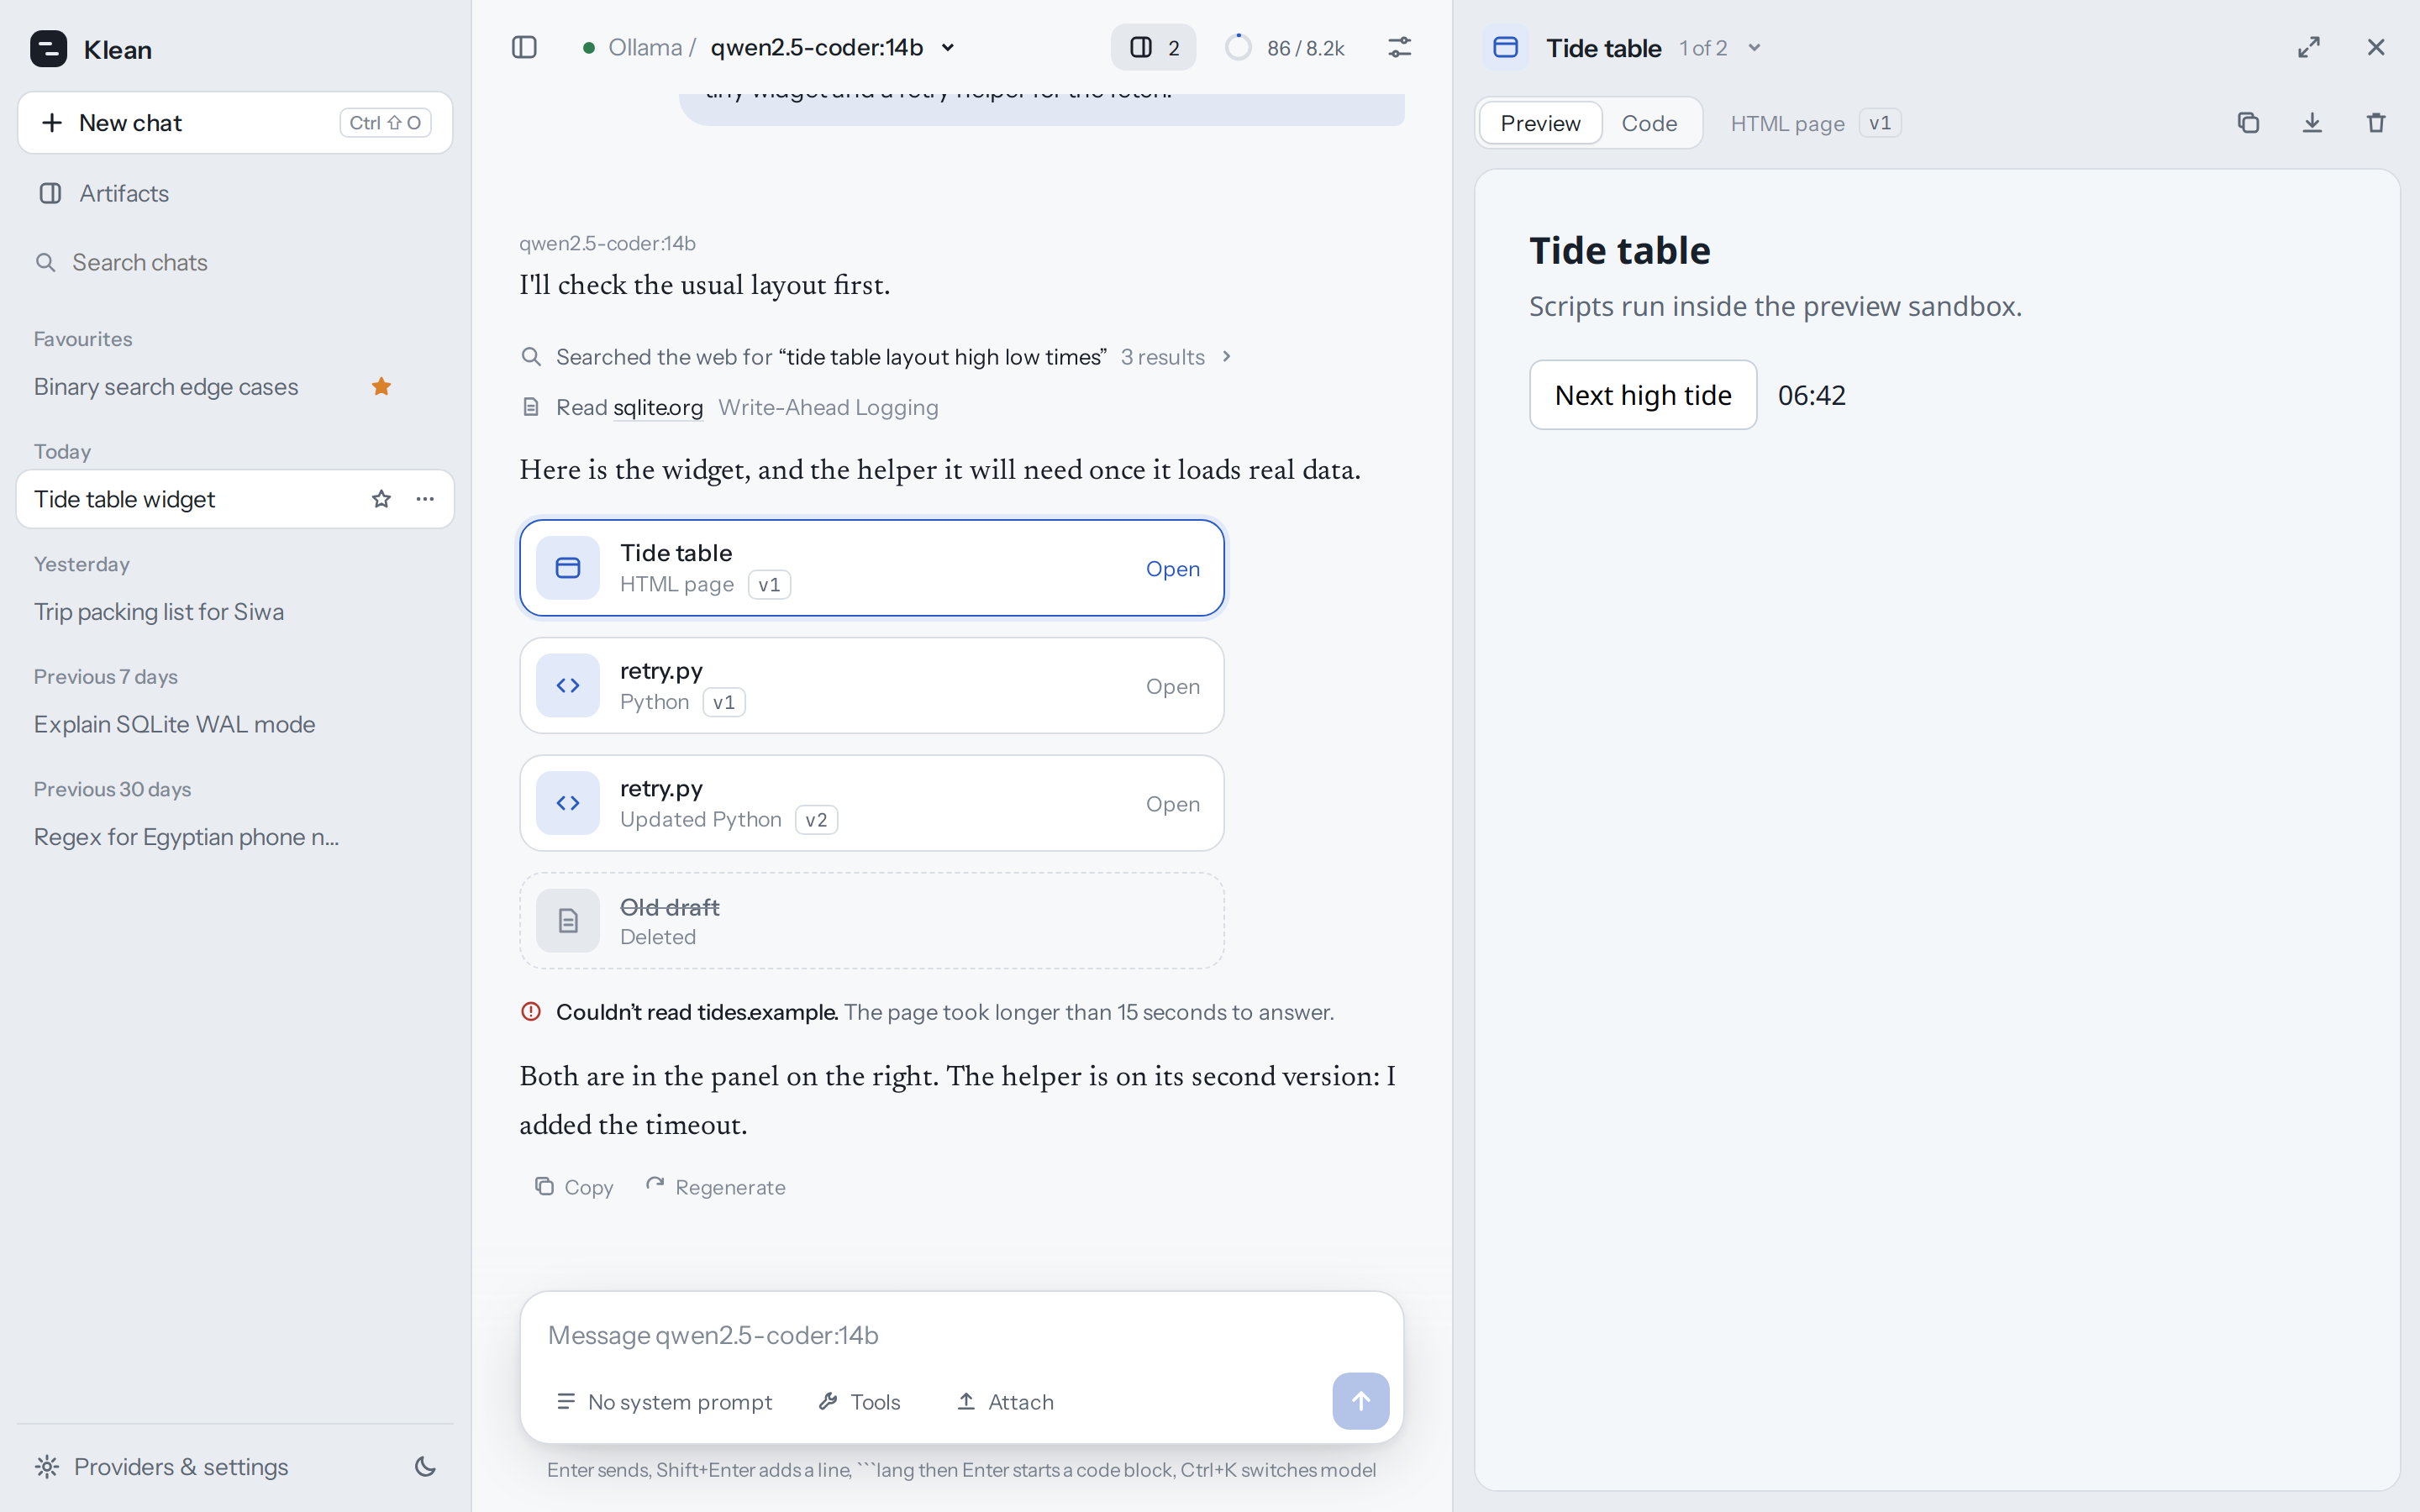 Klean
New chat
Ctrl ⇧ O
Artifacts
Search chats
Favourites
Binary search edge cases
Today
Tide table widget
Yesterday
Trip packing list for Siwa
Previous 7 days
Explain SQLite WAL mode
Previous 30 days
Regex for Egyptian phone n...
Providers & settings
Ollama / qwen2.5-coder:14b
2
86 / 8.2k
tiny widget and a retry helper for the fetch.
qwen2.5-coder:14b
I'll check the usual layout first.
Searched the web for “tide table layout high low times” 3 results
Read sqlite.org Write-Ahead Logging
Here is the widget, and the helper it will need once it loads real data.
Tide table
HTML page v1
Open
retry.py
Python v1
Open
retry.py
Updated Python v2
Open
Old draft
Deleted
Couldn’t read tides.example. The page took longer than 15 seconds to answer.
Both are in the panel on the right. The helper is on its second version: I
added the timeout.
Copy Regenerate
Message qwen2.5-coder:14b
No system prompt Tools Attach
Enter sends, Shift+Enter adds a line, ```lang then Enter starts a code block, Ctrl+K switches model
Tide table 1 of 2
Preview Code HTML page v1
Tide table
Scripts run inside the preview sandbox.
Next high tide 06:42